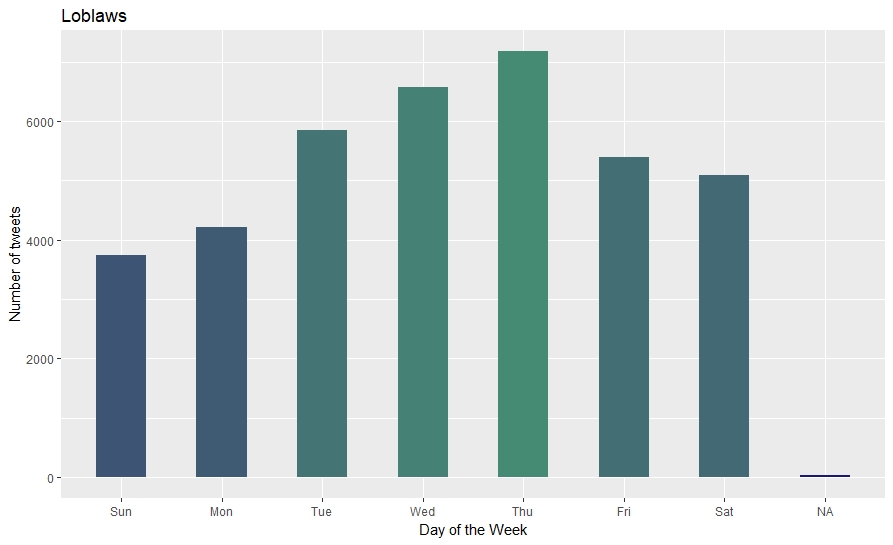 Loblaws
6000
4000
2000
0
Number of tweets
Sun Mon Tue Wed Thu Fri Sat NA
Day of the Week